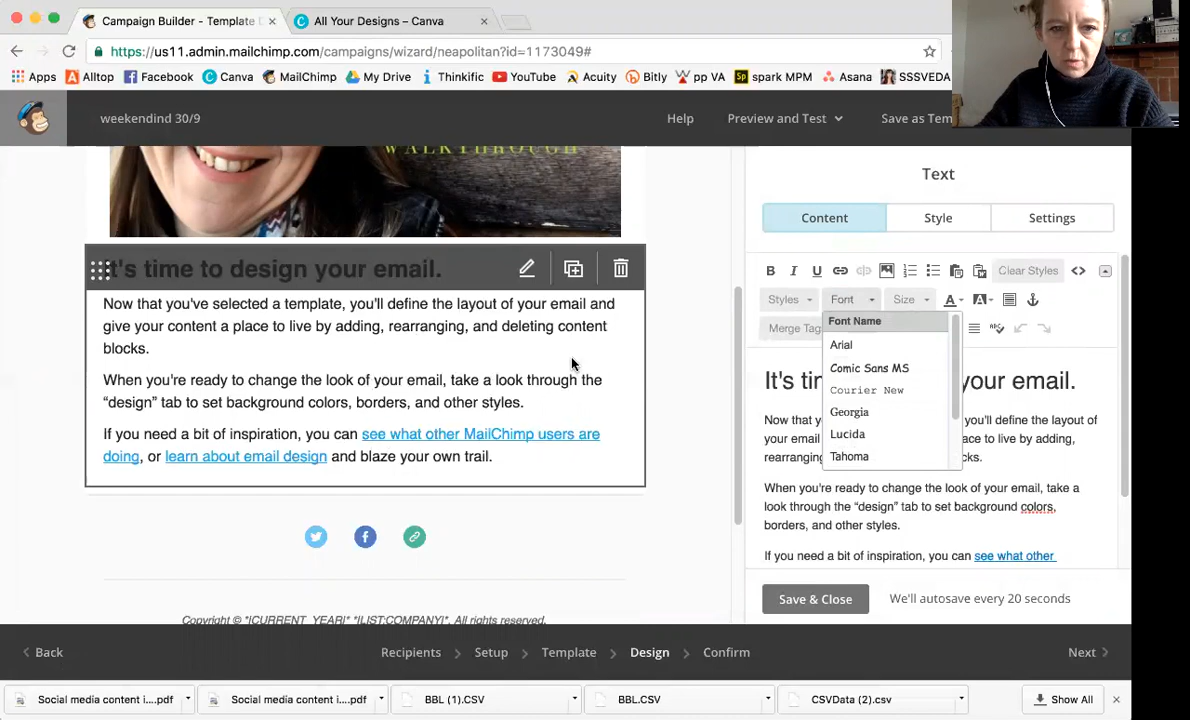 Campaign Builder - Template D
All Your Designs – Canva
https://us11.admin.mailchimp.com/campaigns/wizard/neapolitan?id=1173049#
Apps
Alltop
Facebook
Canva
MailChimp
My Drive
Thinkific
YouTube
Acuity
Bitly
pp VA
Sp spark MPM
Asana
SSSVEDA
weekendind 30/9
Help
Preview and Test
Save as Tem
WALKTHROUGH
It's time to design your email.
Now that you've selected a template, you'll define the layout of your email and
give your content a place to live by adding, rearranging, and deleting content
blocks.
When you're ready to change the look of your email, take a look through the
“design” tab to set background colors, borders, and other styles.
If you need a bit of inspiration, you can see what other MailChimp users are
doing, or learn about email design and blaze your own trail.
Copyright © *|CURRENT_YEAR|* *|LIST:COMPANY|*, All rights reserved.
Text
Content
Style
Settings
B I U
Clear Styles
Styles
Font
Size
A
A
Merge Tag
Font Name
Arial
Comic Sans MS
Courier New
Georgia
Lucida
Tahoma
It's tim
your email.
Now that yo
you'll define the layout of
your email
to live by adding,
rearranging
cks.
When you're ready to change the look of your email, take a
look through the “design” tab to set background colors,
borders, and other styles.
If you need a bit of inspiration, you can see what other
Save & Close
We'll autosave every 20 seconds
Back
Recipients
Setup
Template
Design
Confirm
Next
Social media content i....pdf
Social media content i....pdf
BBL (1).CSV
BBL.CSV
CSVData (2).csv
Show All